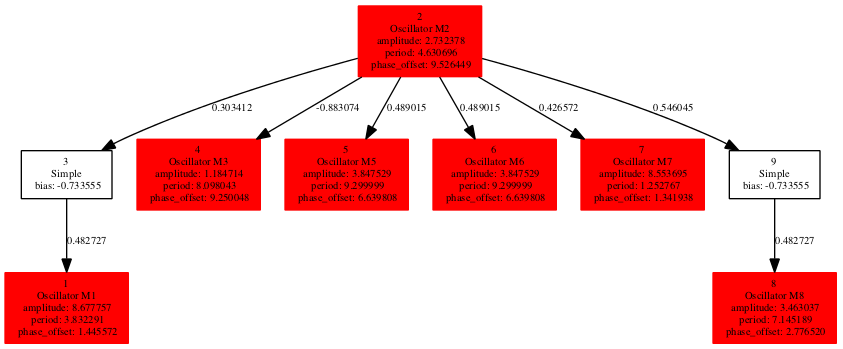 2
Oscillator M2
amplitude: 2.732378
period: 4.630696
phase_offset: 9.526449
0.303412
-0.883074
0.489015
0.489015
0.426572
0.546045
3
Simple
bias: -0.733555
4
Oscillator M3
amplitude: 1.184714
period: 8.098043
phase_offset: 9.250048
5
Oscillator M5
amplitude: 3.847529
period: 9.299999
phase_offset: 6.639808
6
Oscillator M6
amplitude: 3.847529
period: 9.299999
phase_offset: 6.639808
7
Oscillator M7
amplitude: 8.553695
period: 1.252767
phase_offset: 1.341938
9
Simple
bias: -0.733555
0.482727
0.482727
1
Oscillator M1
amplitude: 8.677757
period: 3.832291
phase_offset: 1.445572
8
Oscillator M8
amplitude: 3.463037
period: 7.145189
phase_offset: 2.776520